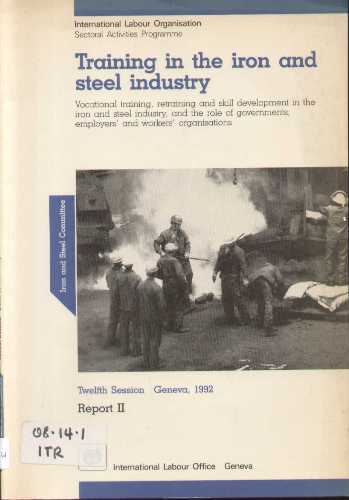 International Labour Organisation
Sectoral Activities Programme
Training in the iron and
steel industry
Vocational training, retraining and skill development in the
iron and steel industry, and the role of governments,
employers' and workers' organisations
Iron and Steel Committee
Twelfth Session Geneva, 1992
Report II
08.14.1
ITR
International Labour Office Geneva